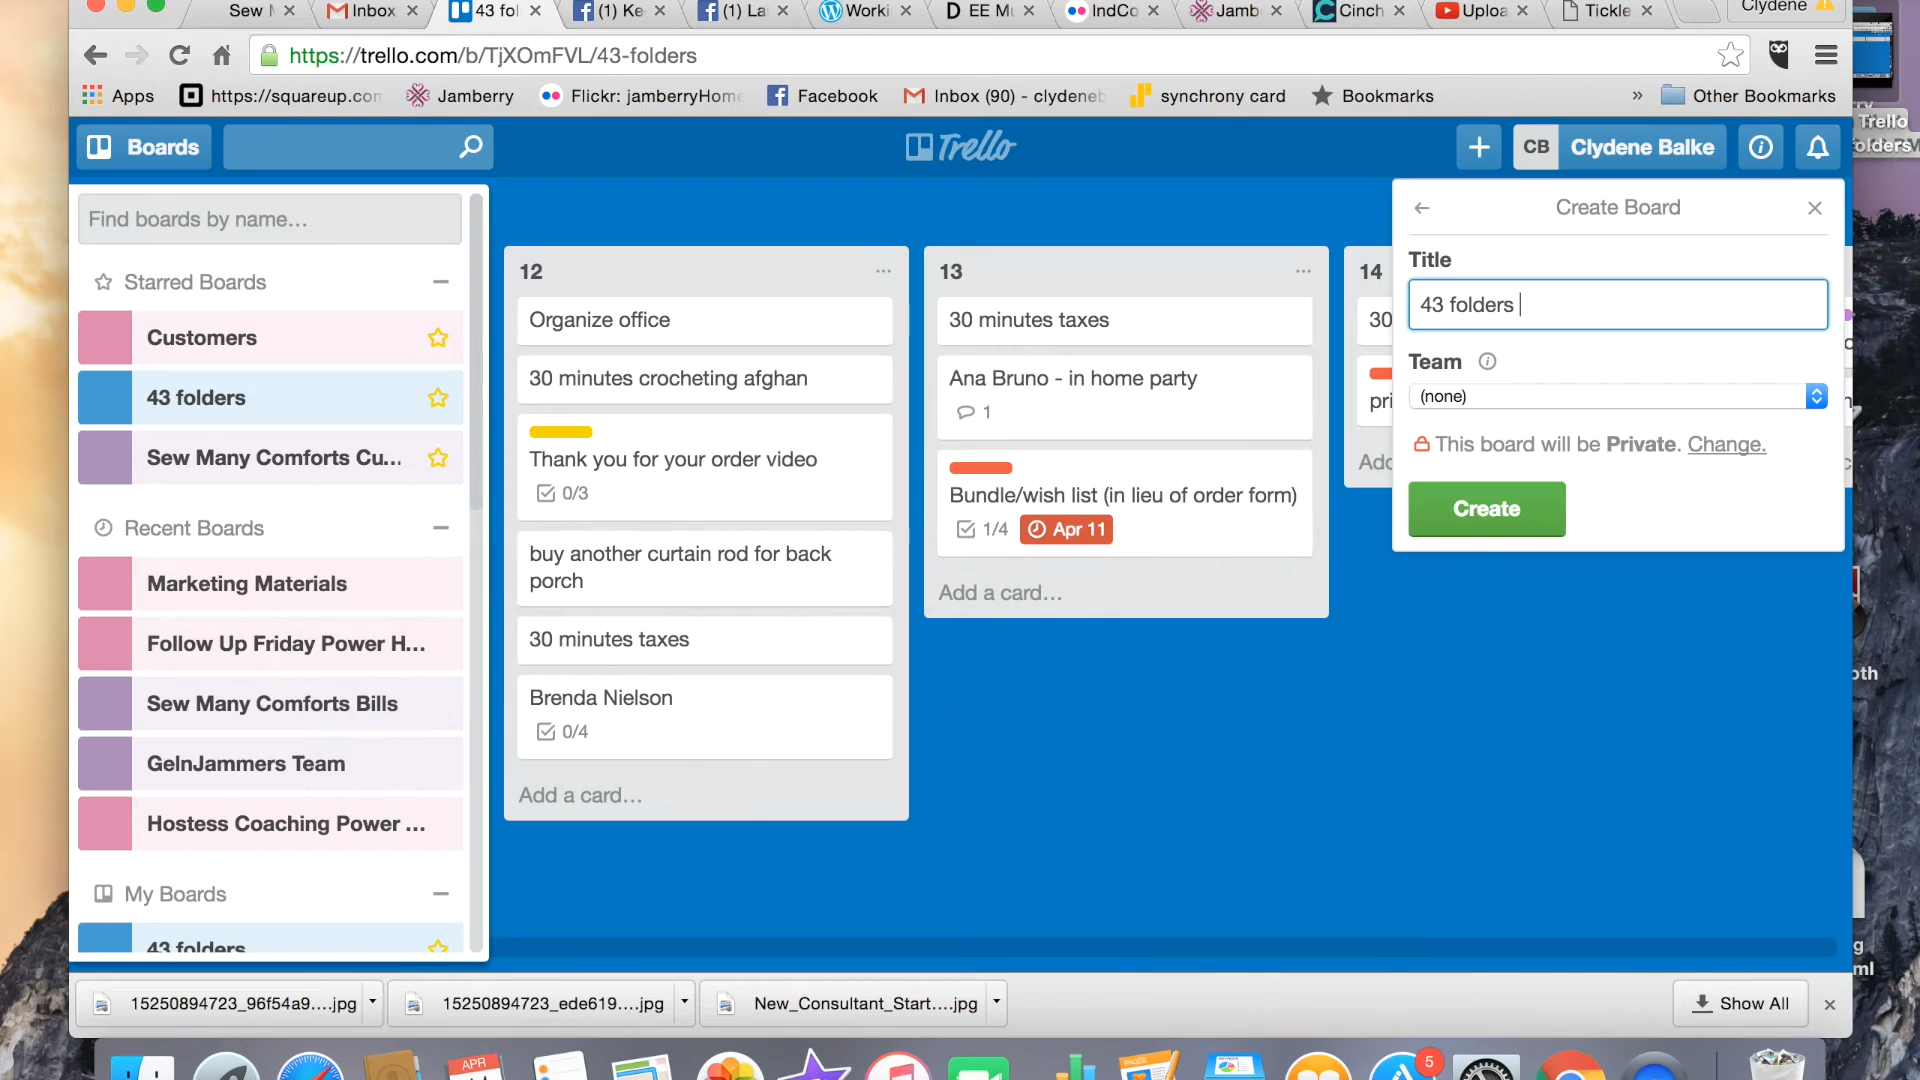 Sew M
Inbox
43 fol
(1) Ke
(1) La
Worki
EE Mu
IndCo
Jamb
Cinch
Uploa
Tickle
Clydene
https://trello.com/b/TjXOmFVL/43-folders
Apps
https://squareup.con
Jamberry
Flickr: jamberryHome
Facebook
Inbox (90) - clydeneb
synchrony card
Bookmarks
»
Other Bookmarks
Boards
Trello
CB
Clydene Balke
Find boards by name…
Starred Boards
Customers
43 folders
Sew Many Comforts Cu...
Recent Boards
Marketing Materials
Follow Up Friday Power H...
Sew Many Comforts Bills
GelnJammers Team
Hostess Coaching Power ...
My Boards
43 folders
12
Organize office
30 minutes crocheting afghan
Thank you for your order video
0/3
buy another curtain rod for back
porch
30 minutes taxes
Brenda Nielson
0/4
Add a card…
13
30 minutes taxes
Ana Bruno - in home party
1
Bundle/wish list (in lieu of order form)
1/4 Apr 11
Add a card…
14
30
pri
Add
Create Board
Title
43 folders
Team
(none)
This board will be Private. Change.
Create
Trello
olders
oth
15250894723_96f54a9....jpg
15250894723_ede619....jpg
New_Consultant_Start....jpg
Show All
APR
PAGES
5